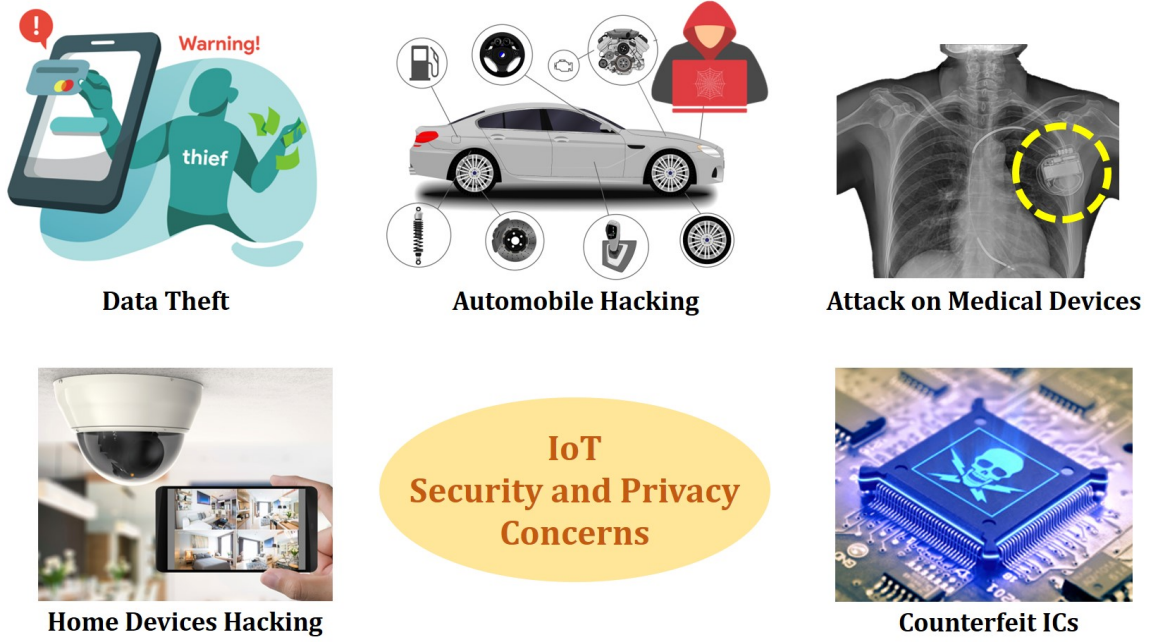 !
Warning!
thief
Data Theft
Automobile Hacking
Attack on Medical Devices
IoT
Security and Privacy
Concerns
Home Devices Hacking
Counterfeit ICs
201